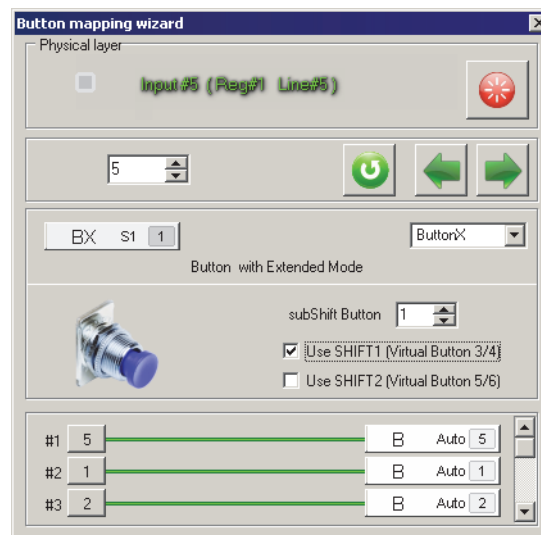 Button mapping wizard
Physical layer
Input #5 (Reg#1 Line#5)
5
BX S1 1
ButtonX
Button with Extended Mode
subShift Button 1
Use SHIFT1 (Virtual Button 3/4)
Use SHIFT2 (Virtual Button 5/6)
#1 5 B Auto 5
#2 1 B Auto 1
#3 2 B Auto 2